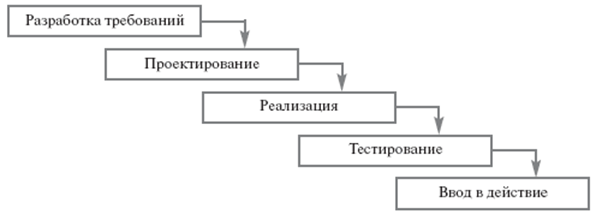 Разработка требований
Проектирование
Реализация
Тестирование
Ввод в действие